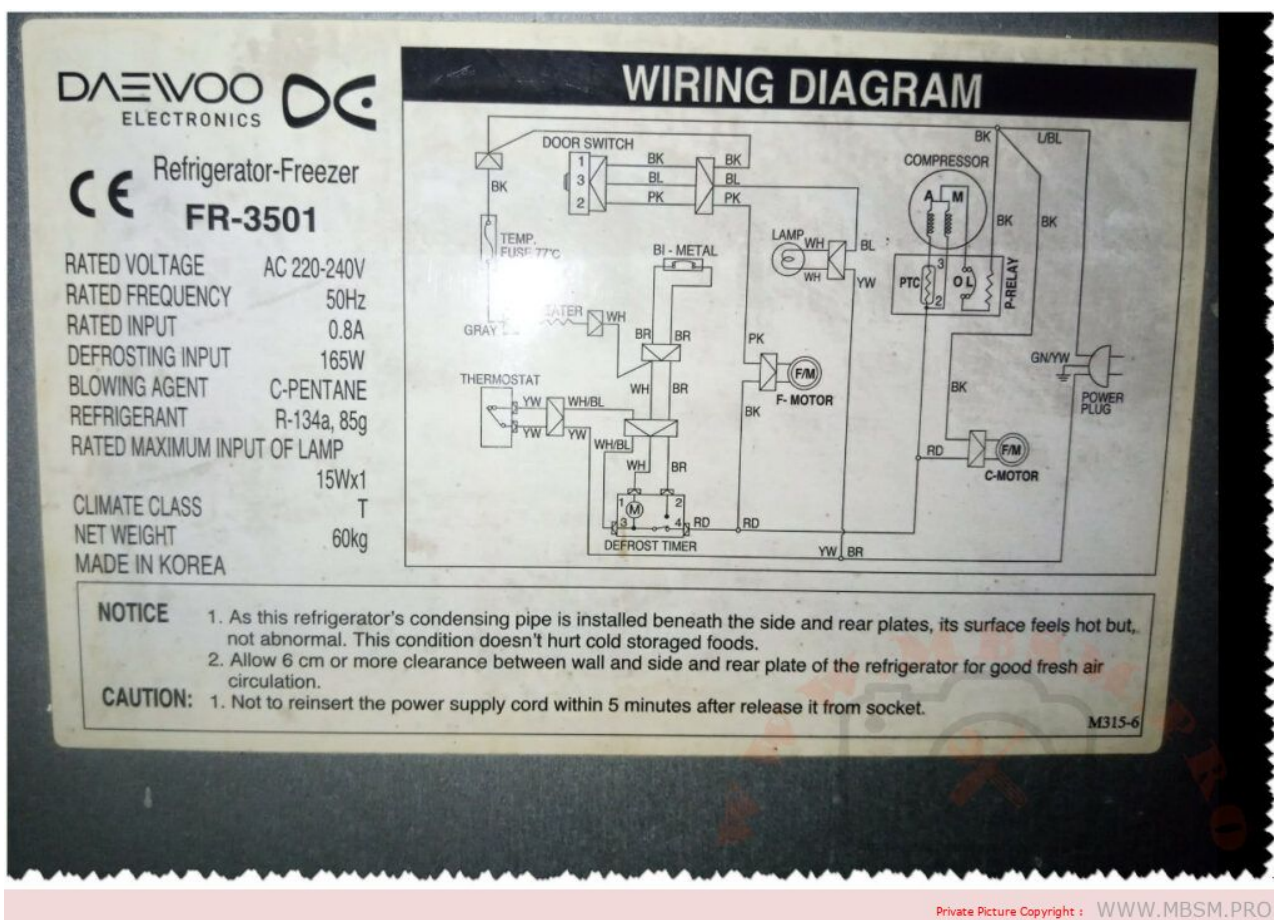 DAEWOO
ELECTRONICS
CE
Refrigerator-Freezer
FR-3501
RATED VOLTAGE AC 220-240V
RATED FREQUENCY 50Hz
RATED INPUT 0.8A
DEFROSTING INPUT 165W
BLOWING AGENT C-PENTANE
REFRIGERANT R-134a, 85g
RATED MAXIMUM INPUT OF LAMP
15Wx1
CLIMATE CLASS T
NET WEIGHT 60kg
MADE IN KOREA
WIRING DIAGRAM
DOOR SWITCH
1 BK BK
3 BL BL
2 PK PK
BK
TEMP.
FUSE 77°C
BI - METAL
GRAY
WH
BR BR
WH BR
THERMOSTAT
YW WH/BL
YW YW
WH/BL
WH BR
1 M 2
3 4 RD RD
DEFROST TIMER
LAMP WH BL
WH YW
PK
F/M
F- MOTOR
BK
BK L/BL
COMPRESSOR
A M
BK BK
3
PTC O L
2
P-RELAY
GN/YW
POWER
PLUG
BK
RD F/M
C-MOTOR
YW BR
NOTICE 1. As this refrigerator's condensing pipe is installed beneath the side and rear plates, its surface feels hot but,
not abnormal. This condition doesn't hurt cold storaged foods.
2. Allow 6 cm or more clearance between wall and side and rear plate of the refrigerator for good fresh air
circulation.
CAUTION: 1. Not to reinsert the power supply cord within 5 minutes after release it from socket.
M315-6
Private Picture Copyright : WWW.MBSM.PRO